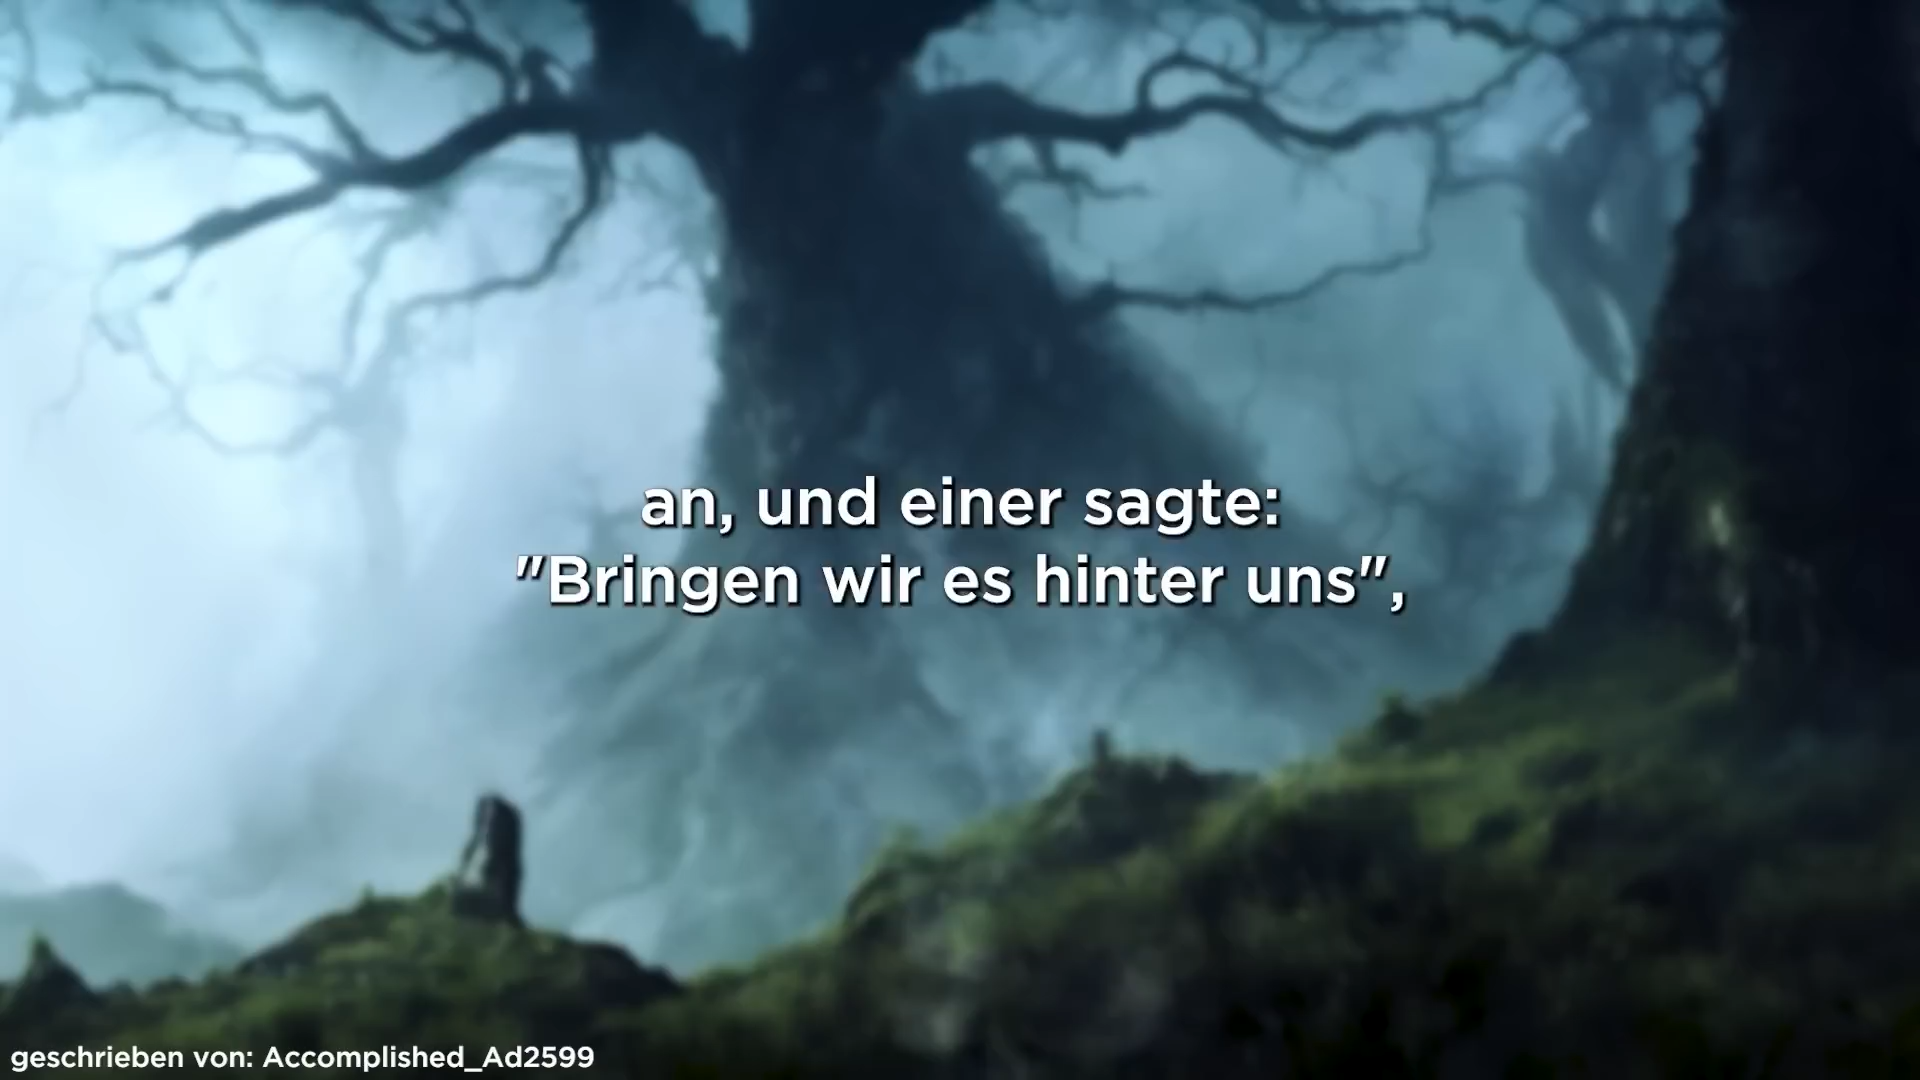 an, und einer sagte:
"Bringen wir es hinter uns",
geschrieben von: Accomplished_Ad2599